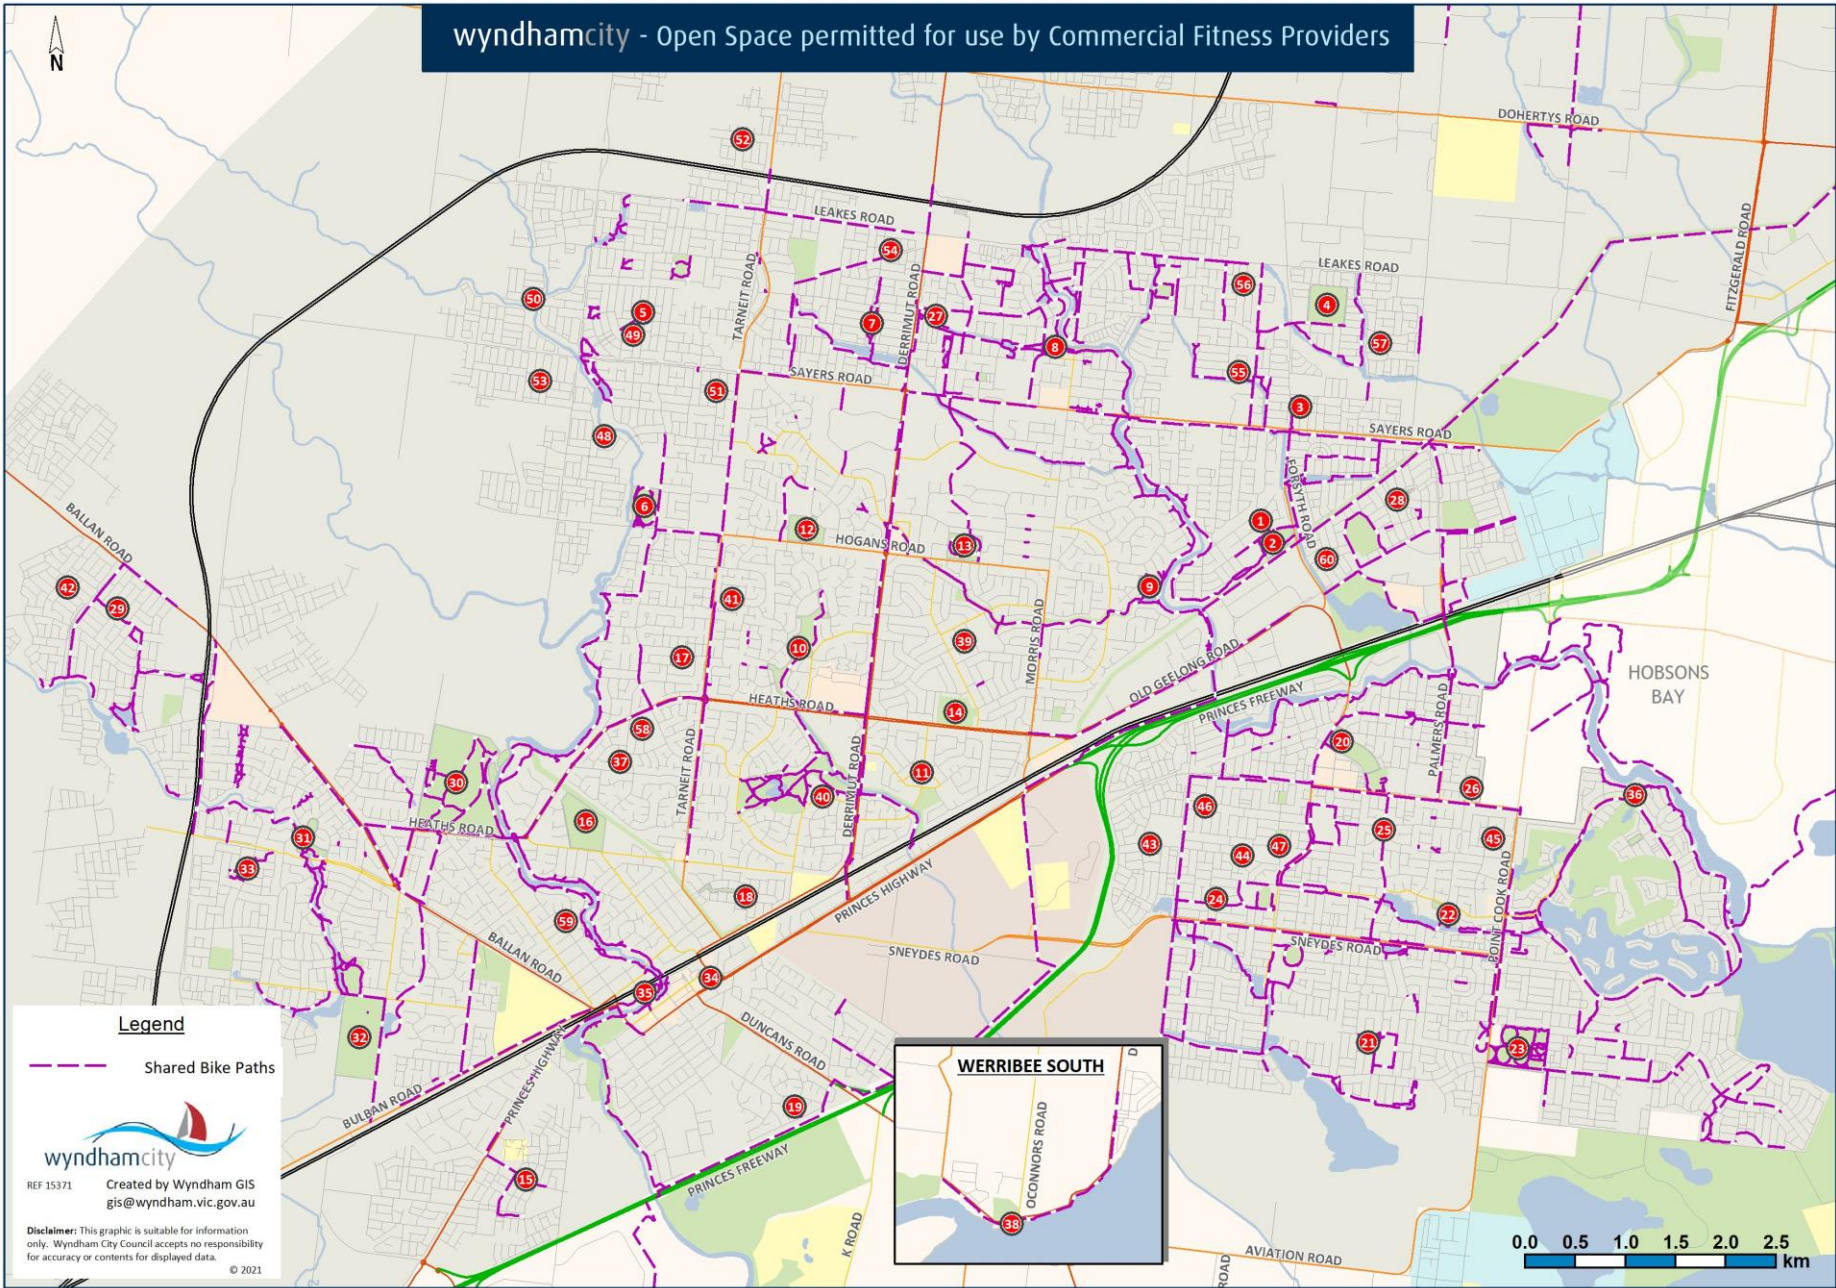 wyndhamcity - Open Space permitted for use by Commercial Fitness Providers
N
DOHERTYS ROAD
52
LEAKES ROAD
FITZGERALD ROAD
54
TARNEIT ROAD
DERRIMUT ROAD
LEAKES ROAD
56
50
4
5
27
7
49
57
8
SAYERS ROAD
55
53
51
3
48
SAYERS ROAD
FORSYTH ROAD
28
6
BALLAN ROAD
1
12
HOGANS ROAD
13
2
60
9
42
41
29
MORRIS ROAD
39
10
17
OLD GEELONG ROAD
HOBSONS
BAY
HEATHS ROAD
PRINCES FREEWAY
14
PALMERS ROAD
58
20
37
11
TARNEIT ROAD
DERRIMUT ROAD
30
40
26
36
46
16
HEATHS ROAD
25
31
45
43
47
44
33
PRINCES HIGHWAY
18
24
POINT COOK ROAD
22
59
BALLAN ROAD
SNEYDES ROAD
SNEYDES ROAD
34
35
32
DUNCANS ROAD
21
23
PRINCES HIGHWAY
BULBAN ROAD
19
15
PRINCES FREEWAY
K ROAD
WERRIBEE SOUTH
D
OCONNORS ROAD
38
AVIATION ROAD
ROAD
0.0 0.5 1.0 1.5 2.0 2.5
km
Legend
Shared Bike Paths
wyndhamcity
REF 15371
Created by Wyndham GIS
gis@wyndham.vic.gov.au
Disclaimer: This graphic is suitable for information
only. Wyndham City Council accepts no responsibility
for accuracy or contents for displayed data.
© 2021